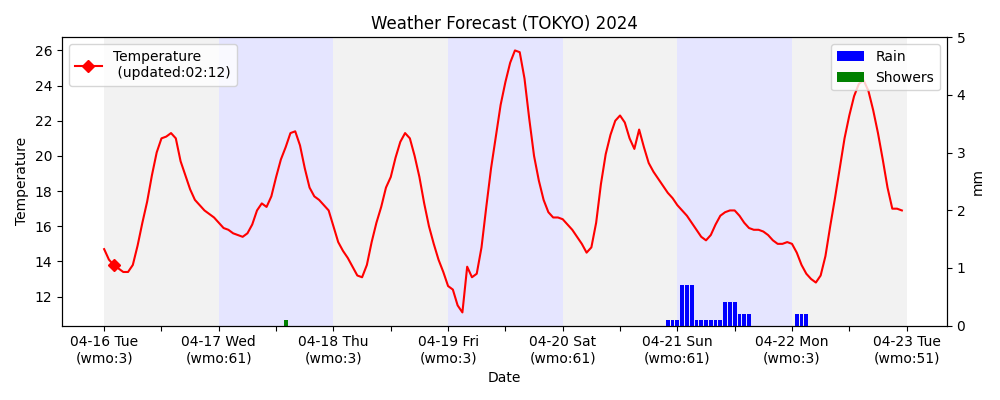 Weather Forecast (TOKYO) 2024
Temperature
(updated:02:12)
Rain
Showers
Temperature
26
24
22
20
18
16
14
12
5
4
3
2
1
0
mm
04-16 Tue
(wmo:3)
04-17 Wed
(wmo:61)
04-18 Thu
(wmo:3)
04-19 Fri
(wmo:3)
04-20 Sat
(wmo:61)
04-21 Sun
(wmo:61)
04-22 Mon
(wmo:3)
04-23 Tue
(wmo:51)
Date